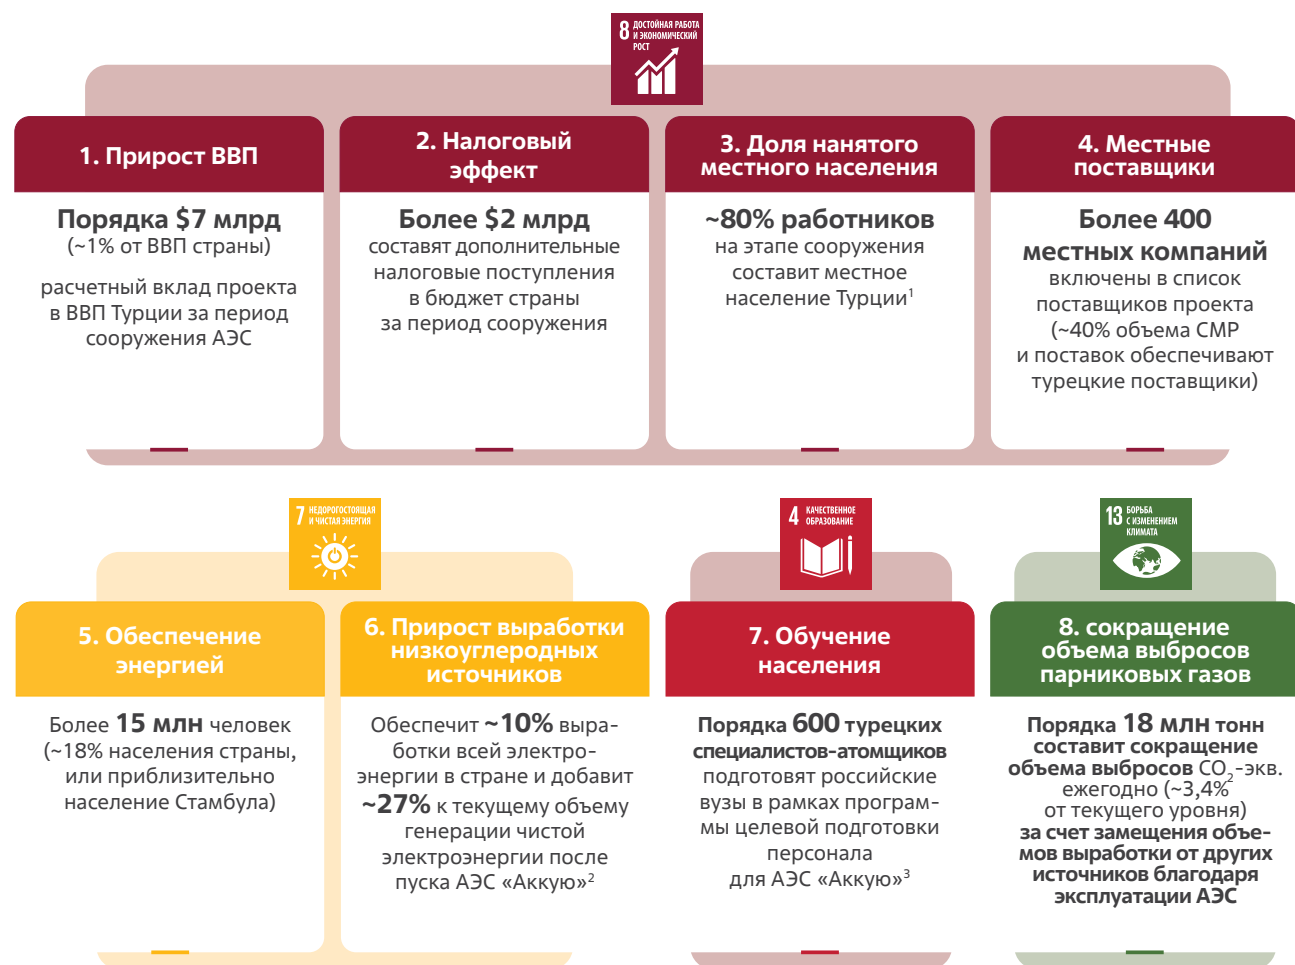 8 ДОСТОЙНАЯ РАБОТА
И ЭКОНОМИЧЕСКИЙ
РОСТ
1. Прирост ВВП
Порядка $7 млрд
(~1% от ВВП страны)
расчетный вклад проекта
в ВВП Турции за период
сооружения АЭС
2. Налоговый
эффект
Более $2 млрд
составят дополнительные
налоговые поступления
в бюджет страны
за период сооружения
3. Доля нанятого
местного населения
~80% работников
на этапе сооружения
составит местное
население Турции¹
4. Местные
поставщики
Более 400
местных компаний
включены в список
поставщиков проекта
(~40% объема СМР
и поставок обеспечивают
турецкие поставщики)
7 НЕДОРОГОСТОЯЩАЯ
И ЧИСТАЯ ЭНЕРГИЯ
5. Обеспечение
энергией
Более 15 млн человек
(~18% населения страны,
или приблизительно
население Стамбула)
6. Прирост выработки
низкоуглеродных
источников
Обеспечит ~10% выра-
ботки всей электро-
энергии в стране и добавит
~27% к текущему объему
генерации чистой
электроэнергии после
пуска АЭС «Аккую»²
4 КАЧЕСТВЕННОЕ
ОБРАЗОВАНИЕ
7. Обучение
населения
Порядка 600 турецких
специалистов-атомщиков
подготовят российские
вузы в рамках програм-
мы целевой подготовки
персонала
для АЭС «Аккую»³
13 БОРЬБА
С ИЗМЕНЕНИЕМ
КЛИМАТА
8. сокращение
объема выбросов
парниковых газов
Порядка 18 млн тонн
составит сокращение
объема выбросов CO₂-экв.
ежегодно (~3,4%
от текущего уровня)
за счет замещения объе-
мов выработки от других
источников благодаря
эксплуатации АЭС